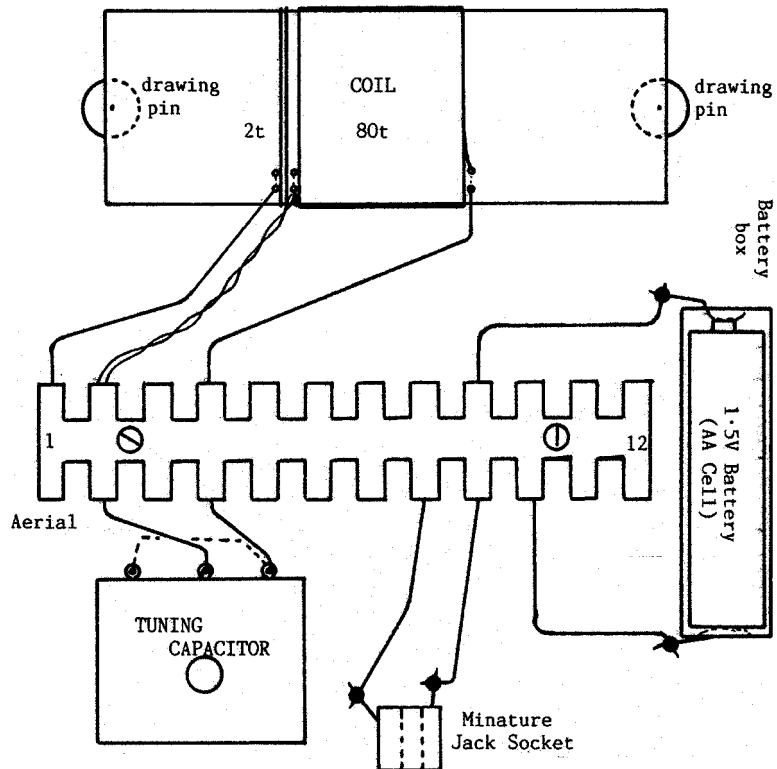 drawing
pin
2t
COIL
80t
drawing
pin
Battery
box
1
12
1·5V Battery
(AA Cell)
Aerial
TUNING
CAPACITOR
Minature
Jack Socket